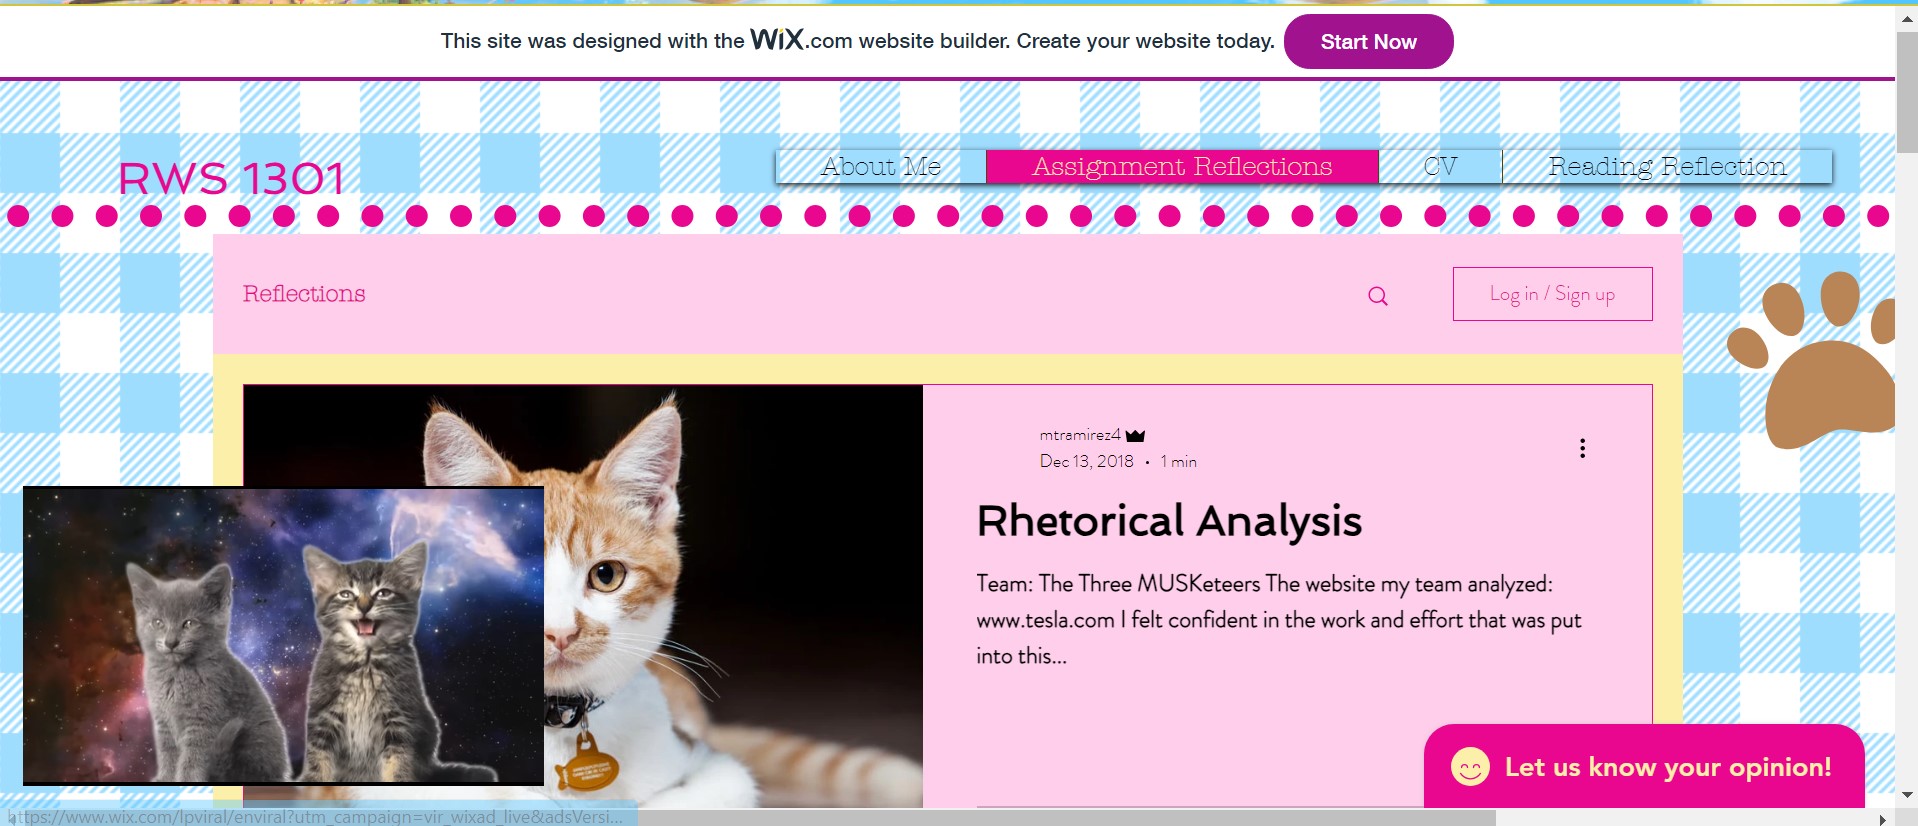 This site was designed with the WiX.com website builder. Create your website today.
Start Now
RWS 1301
About Me
Assignment Reflections
CV
Reading Reflection
Reflections
Log in / Sign up
mtramirez4
Dec 13, 2018 • 1 min
Rhetorical Analysis
Team: The Three MUSKeteers The website my team analyzed:
www.tesla.com I felt confident in the work and effort that was put
into this...
Let us know your opinion!
https://www.wix.com/lpviral/enviral?utm_campaign=vir_wixad_live&adsVersi...